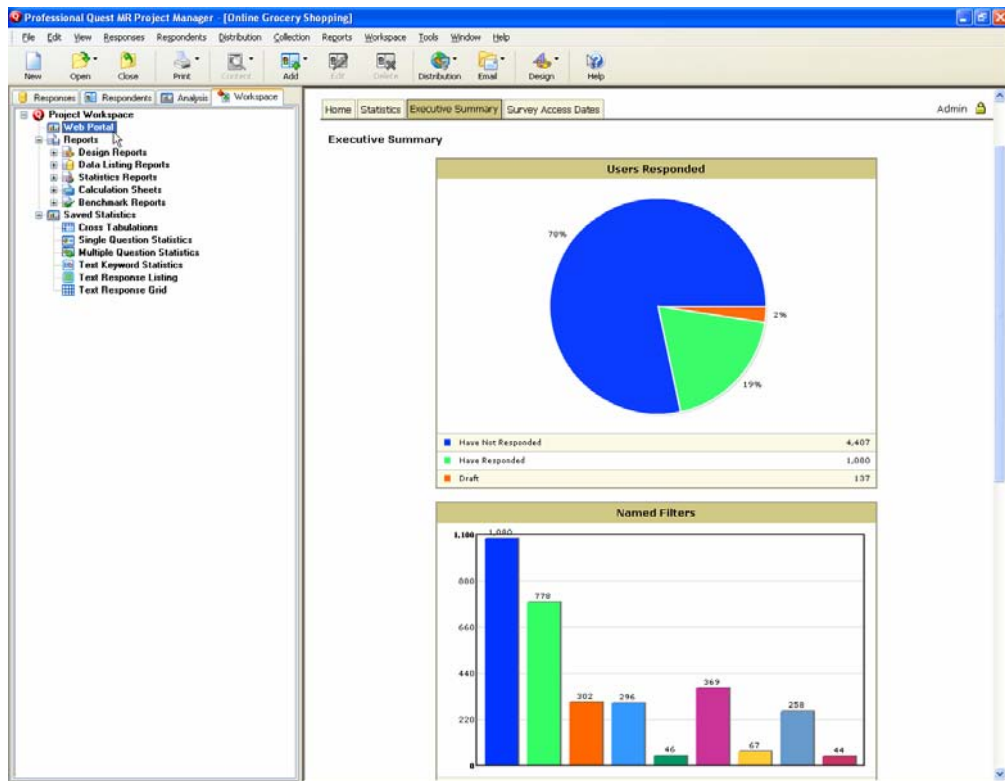 Professional Quest MR Project Manager - [Online Grocery Shopping]
File Edit View Responses Respondents Distribution Collection Reports Workspace Tools Window Help
New Open Close Print Content Add Edit Delete Distribution Email Design Help
Responses Respondents Analysis Workspace
Project Workspace
Web Portal
Reports
Design Reports
Data Listing Reports
Statistics Reports
Calculation Sheets
Benchmark Reports
Saved Statistics
Cross Tabulations
Single Question Statistics
Multiple Question Statistics
Text Keyword Statistics
Text Response Listing
Text Response Grid
Home Statistics Executive Summary Survey Access Dates Admin
Executive Summary
Users Responded
78%
2%
19%
Have Not Responded 4,407
Have Responded 1,080
Draft 137
Named Filters
1,100
880
660
440
220
0
1,080
778
302
296
46
369
67
258
44